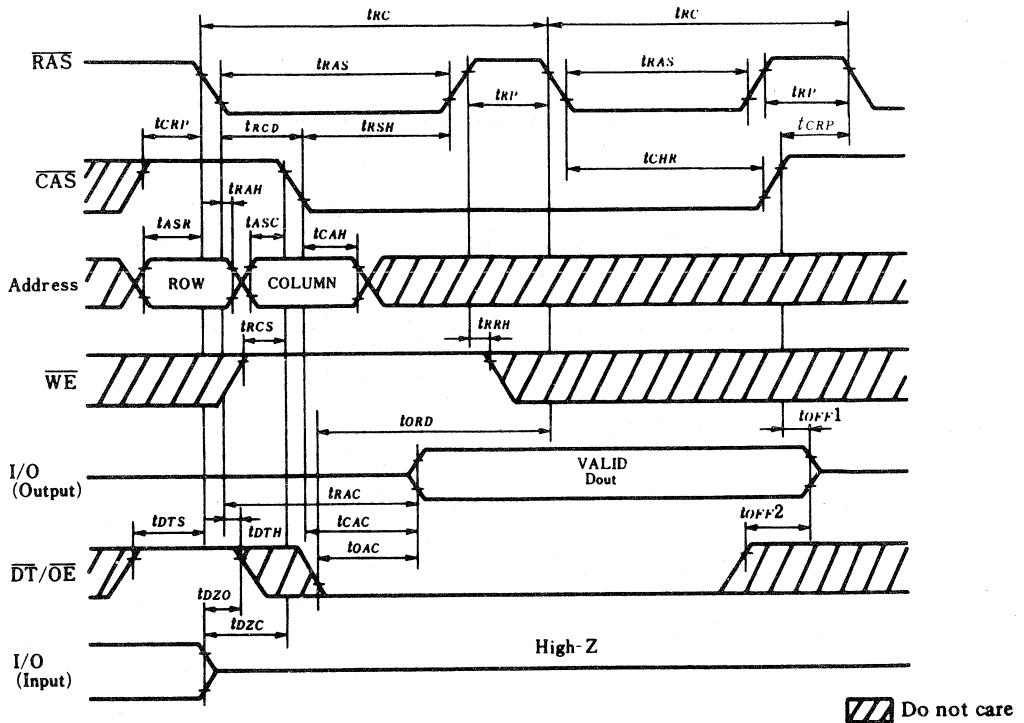 tRC tRC
RAS tRAS tRAS
tRP tRP
tCRP tRCD tRSH tCRP
CAS tCHR
tRAH
tASR tASC tCAH
Address ROW COLUMN
tRCS tRRH
WE
tORD tOFF1
I/O
(Output)
VALID
Dout
tRAC
tCAC tOFF2
tDTS tDTH tOAC
DT/OE
tDZO
tDZC
I/O
(Input)
High-Z
Do not care